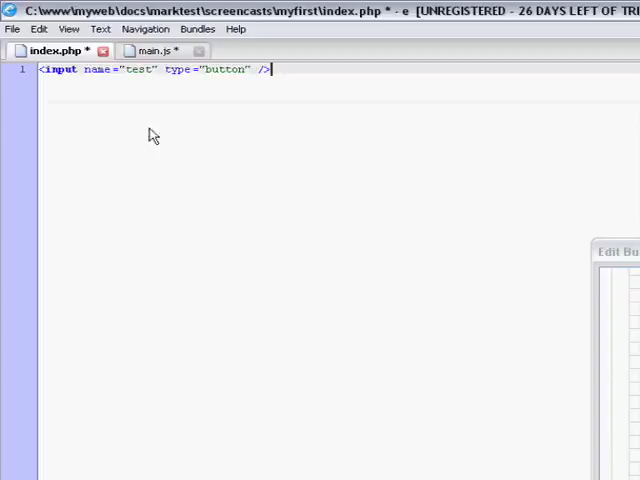 C:\www\myweb\docs\marktest\screencasts\myfirst\index.php * - e [UNREGISTERED - 26 DAYS LEFT OF TRI
File Edit View Text Navigation Bundles Help
index.php * main.js *
1 <input name="test" type="button" />
Edit Bu